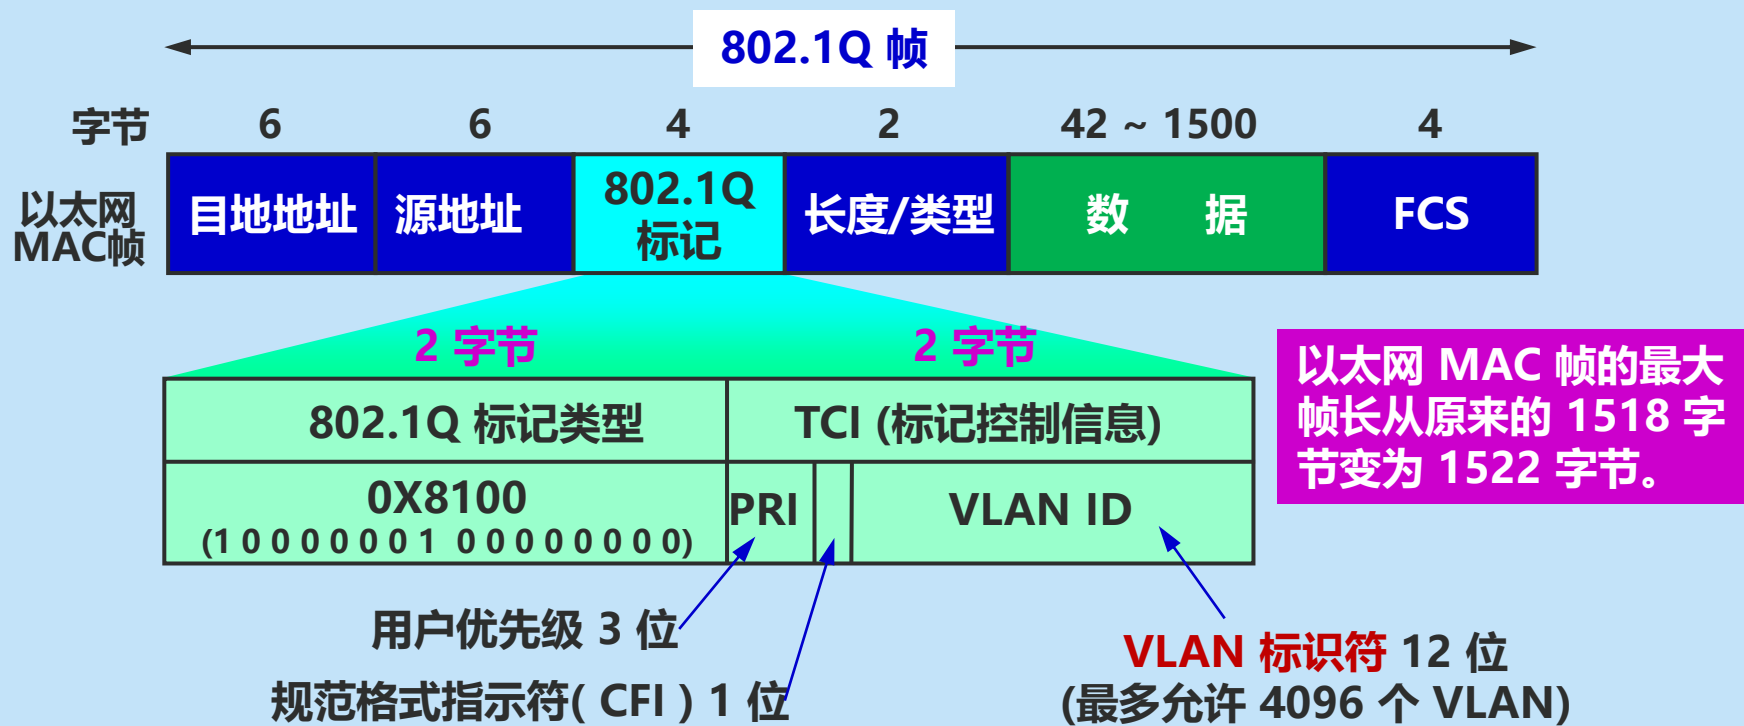 802.1Q 帧
字节 6 6 4 2 42 ~ 1500 4
以太网
MAC帧
目地地址
源地址
802.1Q
标记
长度/类型
数 据
FCS
2 字节
2 字节
802.1Q 标记类型
TCI (标记控制信息)
0X8100
(1 0 0 0 0 0 0 1 0 0 0 0 0 0 0 0)
PRI
VLAN ID
以太网 MAC 帧的最大
帧长从原来的 1518 字
节变为 1522 字节。
用户优先级 3 位
规范格式指示符( CFI ) 1 位
VLAN 标识符 12 位
(最多允许 4096 个 VLAN)